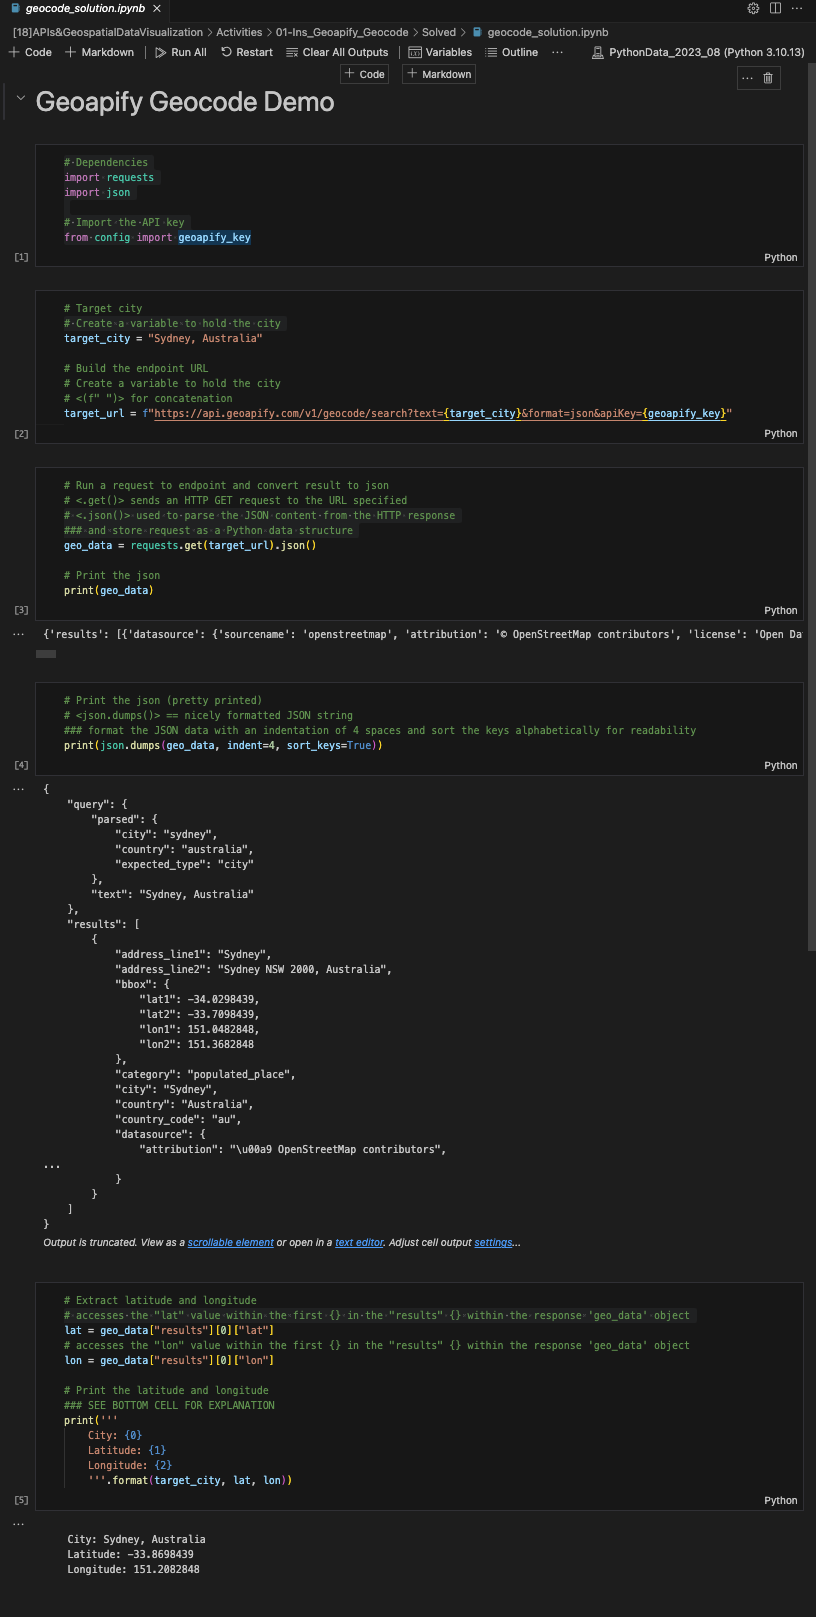 geocode_solution.ipynb
[18]APIs&GeospatialDataVisualization > Activities > 01-Ins_Geoapify_Geocode > Solved > geocode_solution.ipynb
+ Code + Markdown | Run All Restart Clear All Outputs | Variables Outline ... PythonData_2023_08 (Python 3.10.13)
+ Code + Markdown
Geoapify Geocode Demo
# Dependencies
import requests
import json
# Import the API key
from config import geoapify_key
[1] Python
# Target city
# Create a variable to hold the city
target_city = "Sydney, Australia"
# Build the endpoint URL
# Create a variable to hold the city
# <(f" ")> for concatenation
target_url = f"https://api.geoapify.com/v1/geocode/search?text={target_city}&format=json&apiKey={geoapify_key}"
[2] Python
# Run a request to endpoint and convert result to json
# <.get()> sends an HTTP GET request to the URL specified
# <.json()> used to parse the JSON content from the HTTP response
### and store request as a Python data structure
geo_data = requests.get(target_url).json()
# Print the json
print(geo_data)
[3] Python
... {'results': [{'datasource': {'sourcename': 'openstreetmap', 'attribution': '© OpenStreetMap contributors', 'license': 'Open Da
# Print the json (pretty printed)
# <json.dumps()> == nicely formatted JSON string
### format the JSON data with an indentation of 4 spaces and sort the keys alphabetically for readability
print(json.dumps(geo_data, indent=4, sort_keys=True))
[4] Python
... {
"query": {
"parsed": {
"city": "sydney",
"country": "australia",
"expected_type": "city"
},
"text": "Sydney, Australia"
},
"results": [
{
"address_line1": "Sydney",
"address_line2": "Sydney NSW 2000, Australia",
"bbox": {
"lat1": -34.0298439,
"lat2": -33.7098439,
"lon1": 151.0482848,
"lon2": 151.3682848
},
"category": "populated_place",
"city": "Sydney",
"country": "Australia",
"country_code": "au",
"datasource": {
"attribution": "\u00a9 OpenStreetMap contributors",
...
}
}
]
}
Output is truncated. View as a scrollable element or open in a text editor. Adjust cell output settings...
# Extract latitude and longitude
# accesses the "lat" value within the first {} in the "results" {} within the response 'geo_data' object
lat = geo_data["results"][0]["lat"]
# accesses the "lon" value within the first {} in the "results" {} within the response 'geo_data' object
lon = geo_data["results"][0]["lon"]
# Print the latitude and longitude
### SEE BOTTOM CELL FOR EXPLANATION
print('''
City: {0}
Latitude: {1}
Longitude: {2}
'''.format(target_city, lat, lon))
[5] Python
...
City: Sydney, Australia
Latitude: -33.8698439
Longitude: 151.2082848